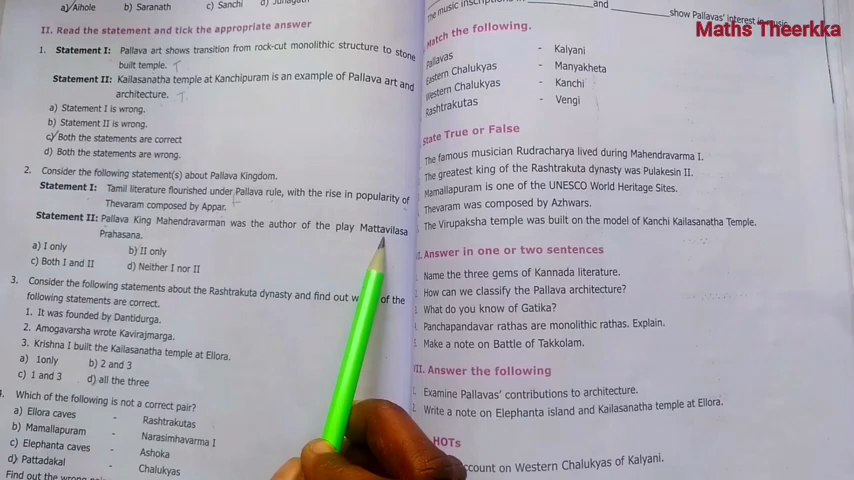 a) Aihole b) Saranath c) Sanchi d)
II. Read the statement and tick the appropriate answer
1. Statement I: Pallava art shows transition from rock-cut monolithic structure to stone
built temple. T
Statement II: Kailasanatha temple at Kanchipuram is an example of Pallava art and
architecture. T
a) Statement I is wrong.
b) Statement II is wrong.
c) Both the statements are correct
d) Both the statements are wrong.
2. Consider the following statement(s) about Pallava Kingdom.
Statement I: Tamil literature flourished under Pallava rule, with the rise in popularity of
Thevaram composed by Appar.
Statement II: Pallava King Mahendravarman was the author of the play Mattavilasa
Prahasana.
a) I only b) II only
c) Both I and II d) Neither I nor II
3. Consider the following statements about the Rashtrakuta dynasty and find out w of the
following statements are correct.
1. It was founded by Dantidurga.
2. Amogavarsha wrote Kavirajmarga.
3. Krishna I built the Kailasanatha temple at Ellora.
a) 1only b) 2 and 3
c) 1 and 3 d) all the three
Which of the following is not a correct pair?
a) Ellora caves - Rashtrakutas
b) Mamallapuram - Narasimhavarma I
c) Elephanta caves - Ashoka
d) Pattadakal - Chalukyas
Find out the wrong
The music and show Pallavas' interest in music.
Maths Theerkka
Match the following.
Pallavas - Kalyani
Eastern Chalukyas - Manyakheta
Western Chalukyas - Kanchi
Rashtrakutas - Vengi
State True or False
The famous musician Rudracharya lived during Mahendravarma I.
The greatest king of the Rashtrakuta dynasty was Pulakesin II.
Mamallapuram is one of the UNESCO World Heritage Sites.
Thevaram was composed by Azhwars.
The Virupaksha temple was built on the model of Kanchi Kailasanatha Temple.
Answer in one or two sentences
Name the three gems of Kannada literature.
How can we classify the Pallava architecture?
What do you know of Gatika?
Panchapandavar rathas are monolithic rathas. Explain.
Make a note on Battle of Takkolam.
VII. Answer the following
Examine Pallavas' contributions to architecture.
2. Write a note on Elephanta island and Kailasanatha temple at Ellora.
HOTs
ccount on Western Chalukyas of Kalyani.